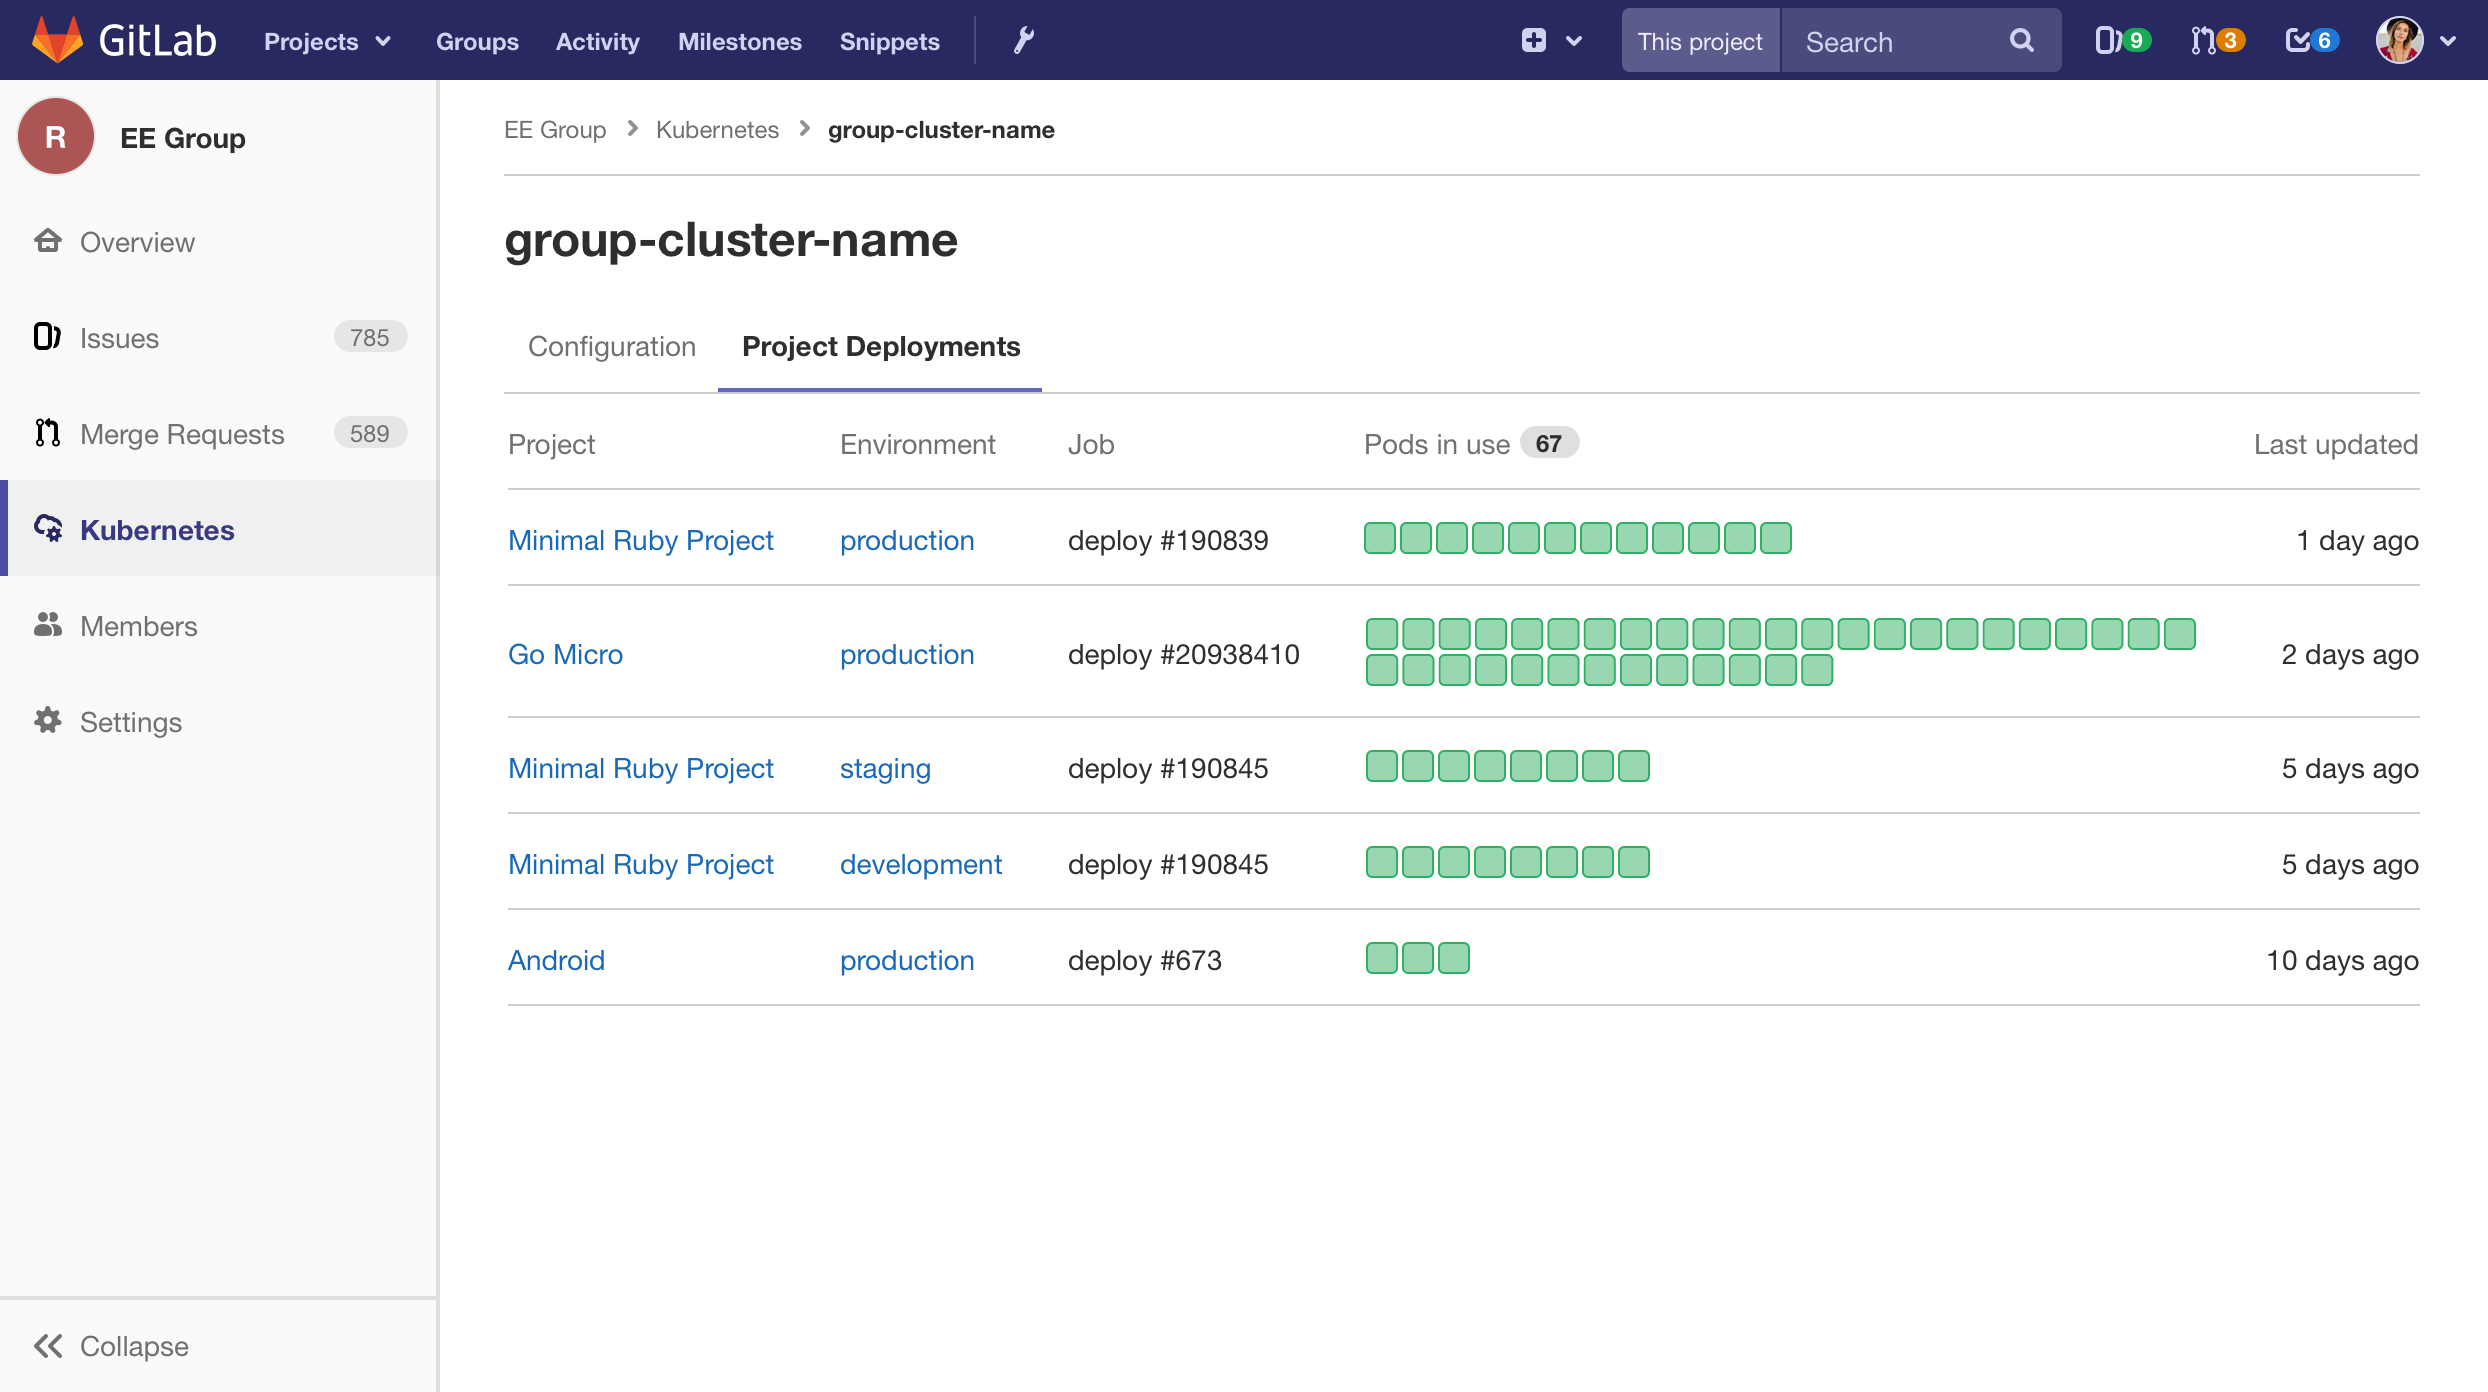 GitLab Projects Groups Activity Milestones Snippets This project Search 9 3 6
R EE Group
Overview
Issues 785
Merge Requests 589
Kubernetes
Members
Settings
Collapse
EE Group Kubernetes group-cluster-name
group-cluster-name
Configuration Project Deployments
Project Environment Job Pods in use 67 Last updated
Minimal Ruby Project production deploy #190839 1 day ago
Go Micro production deploy #20938410 2 days ago
Minimal Ruby Project staging deploy #190845 5 days ago
Minimal Ruby Project development deploy #190845 5 days ago
Android production deploy #673 10 days ago